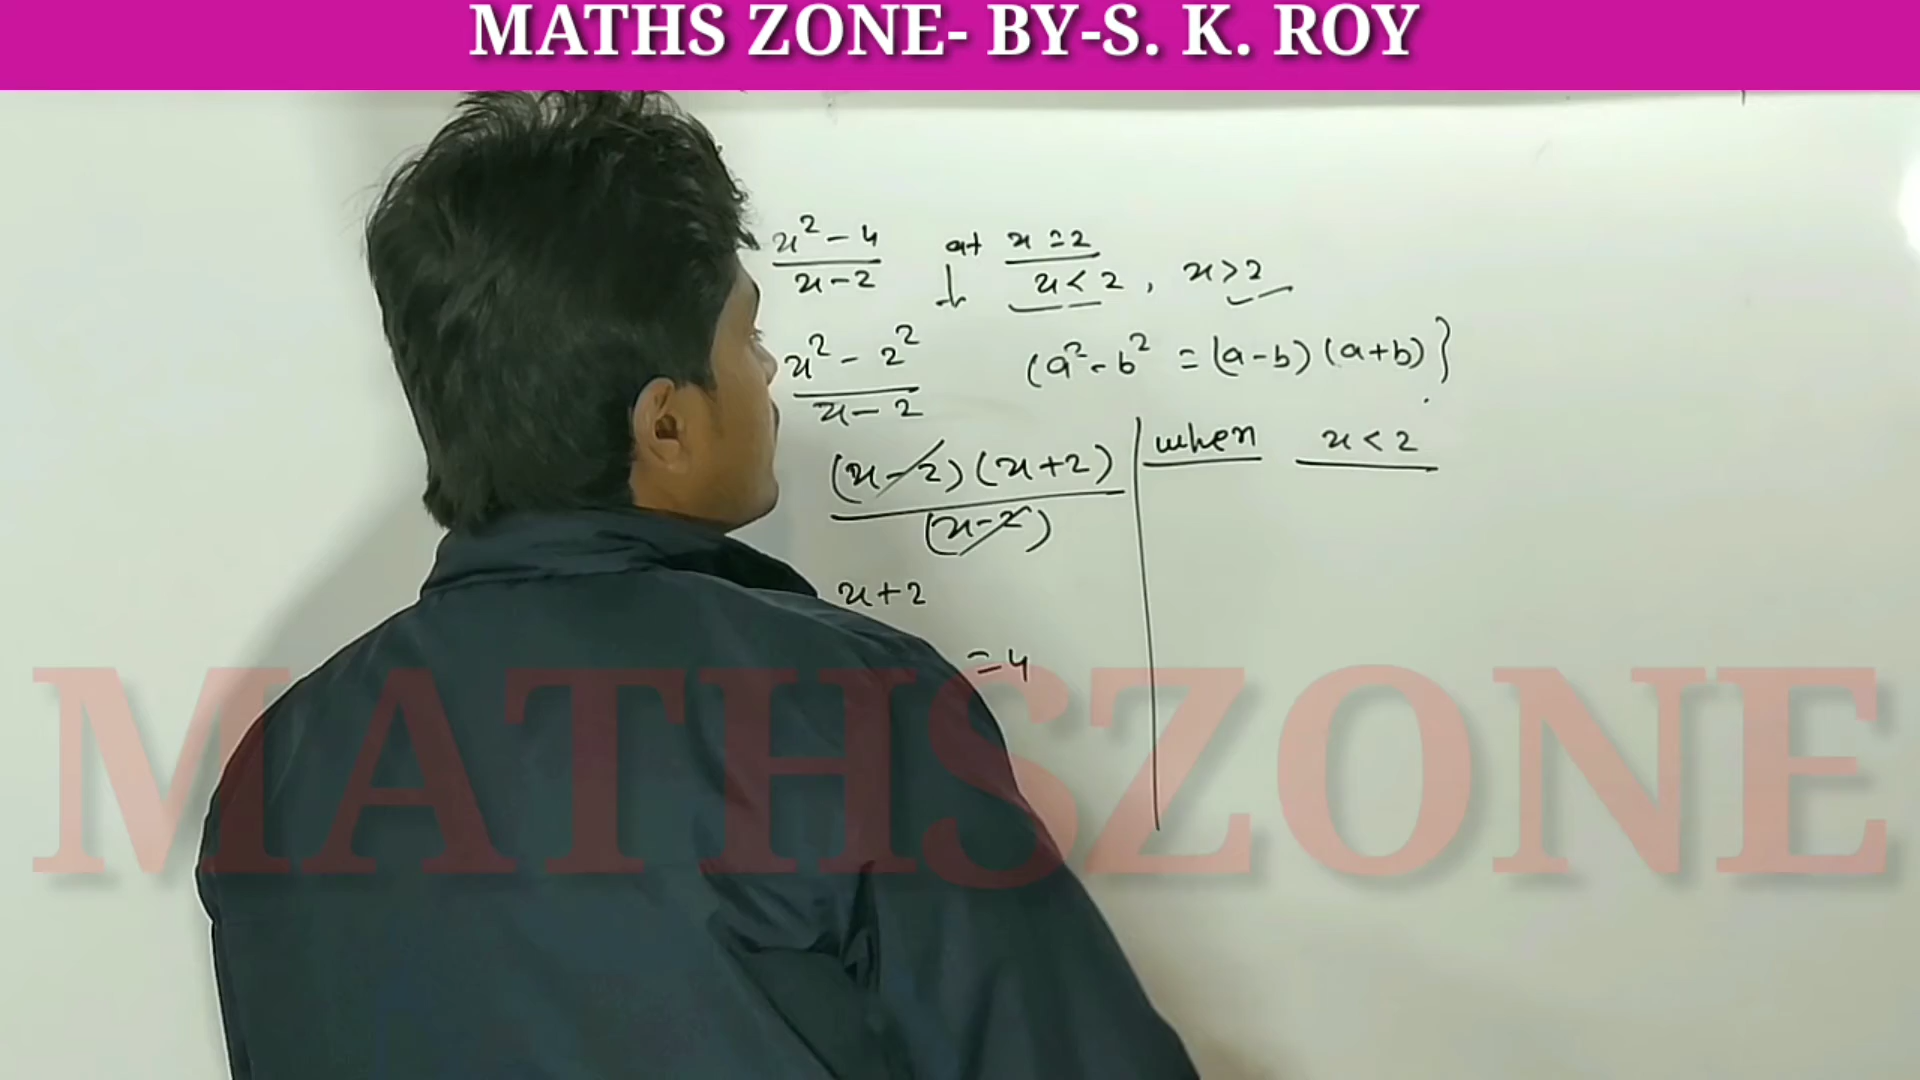 MATHS ZONE- BY-S. K. ROY
x² - 4 / x - 2 at x = 2
x < 2 , x > 2
x² - 2² / x - 2 (a² - b² = (a-b) (a+b)}
(x-2) (x+2) / (x-2) when x < 2
x + 2
= 4
MATHSZONE